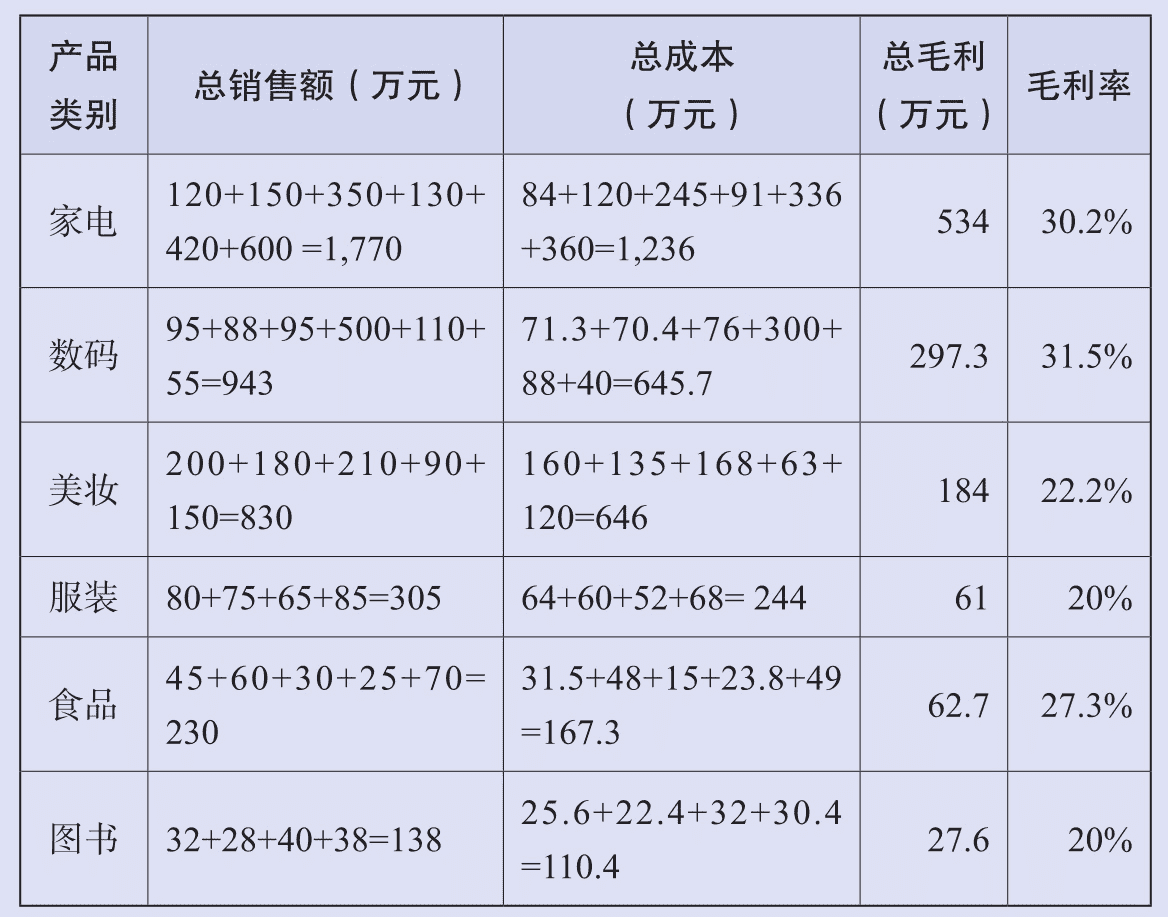 产品
类别
总销售额（万元）
总成本
（万元）
总毛利
（万元）
毛利率
家电
120+150+350+130+
420+600 =1,770
84+120+245+91+336
+360=1,236
534
30.2%
数码
95+88+95+500+110+
55=943
71.3+70.4+76+300+
88+40=645.7
297.3
31.5%
美妆
200+180+210+90+
150=830
160+135+168+63+
120=646
184
22.2%
服装
80+75+65+85=305
64+60+52+68= 244
61
20%
食品
45+60+30+25+70=
230
31.5+48+15+23.8+49
=167.3
62.7
27.3%
图书
32+28+40+38=138
25.6+22.4+32+30.4
=110.4
27.6
20%